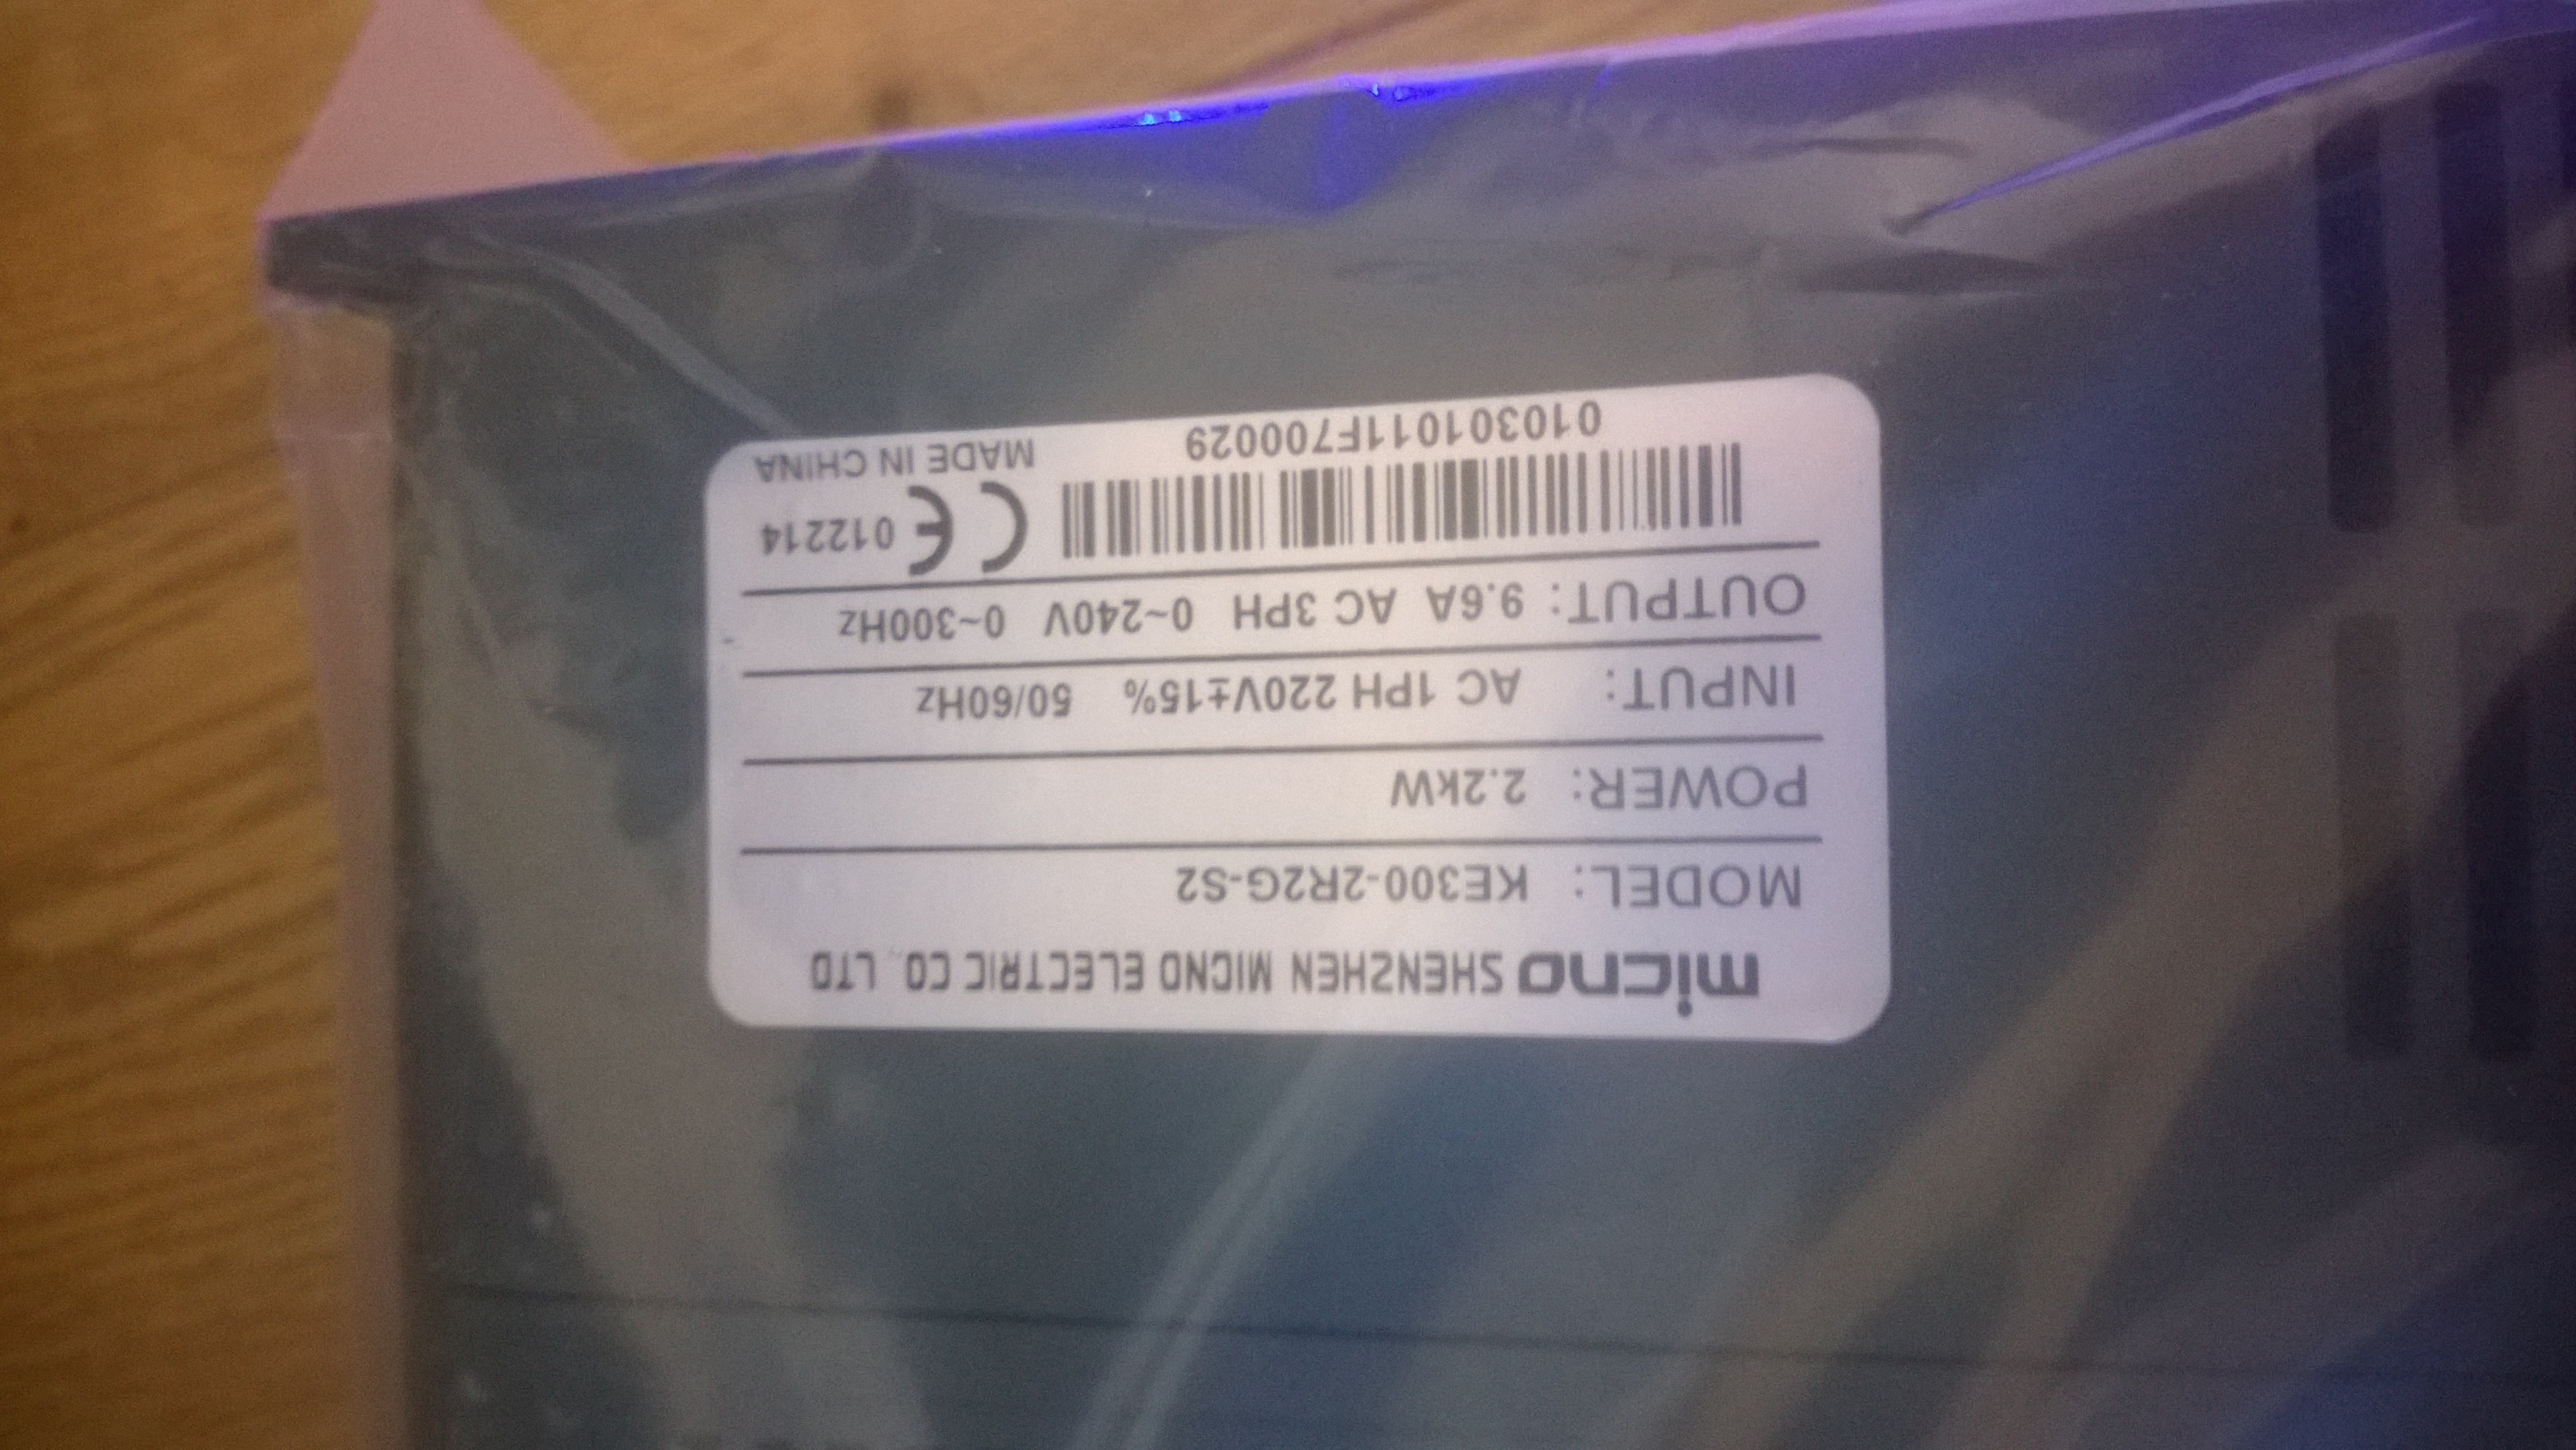 micno SHENZHEN MICNO ELECTRIC CO. LTD
MODEL: KE300-2R2G-S2
POWER: 2.2kW
INPUT: AC 1PH 220V±15% 50/60Hz
OUTPUT: 9.6A AC 3PH 0~240V 0~300Hz
CE 012214
010301011F700029 MADE IN CHINA